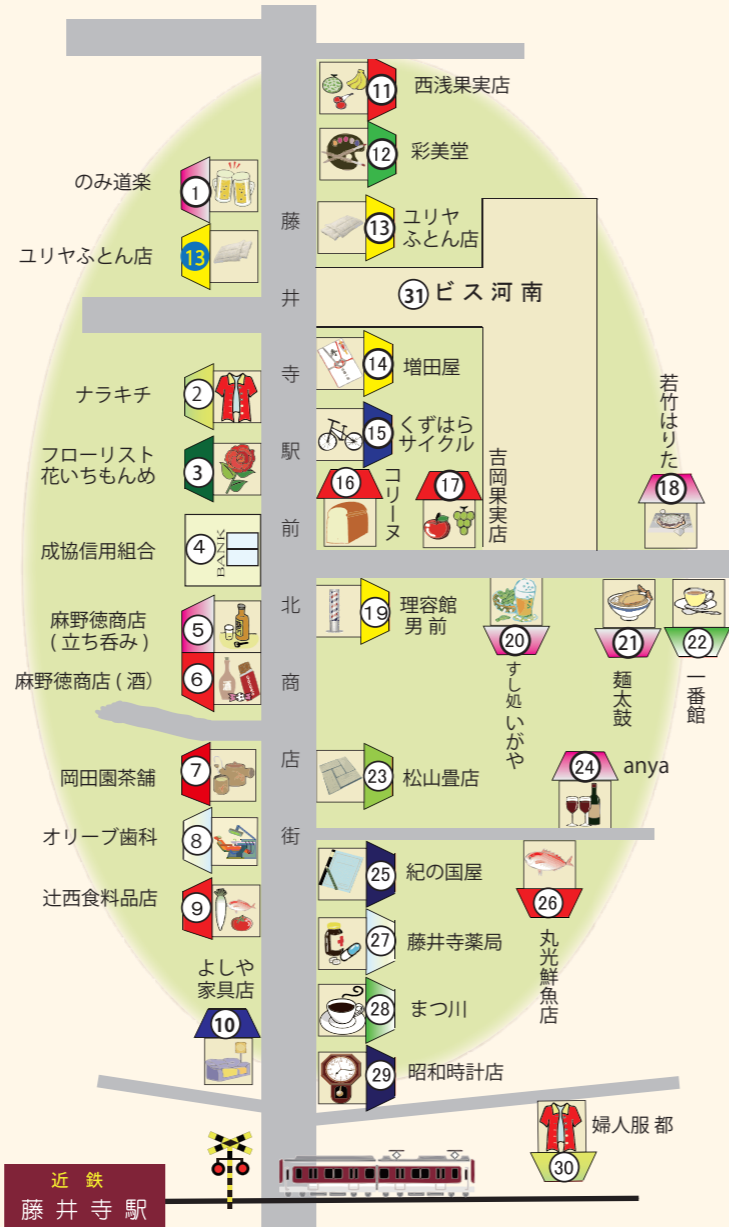 のみ道楽
1
ユリヤふとん店
13
ナラキチ
2
フローリスト
花いちもんめ
3
成協信用組合
4
BANK
麻野徳商店
(立ち呑み)
5
麻野徳商店(酒)
6
酒
岡田園茶舗
7
オリーブ歯科
8
辻西食料品店
9
よしや
家具店
10
藤井寺駅前北商店街
11
西浅果実店
12
彩美堂
13
ユリヤ
ふとん店
31
ビス河南
14
増田屋
15
くずはら
サイクル
16
コリーヌ
17
吉岡果実店
若竹はりた
18
19
理容館
男前
20
すし処 いがや
21
麺太鼓
22
一番館
23
松山畳店
24
anya
25
紀の国屋
26
丸光鮮魚店
27
藤井寺薬局
28
まつ川
29
昭和時計店
婦人服 都
30
近鉄
藤井寺駅